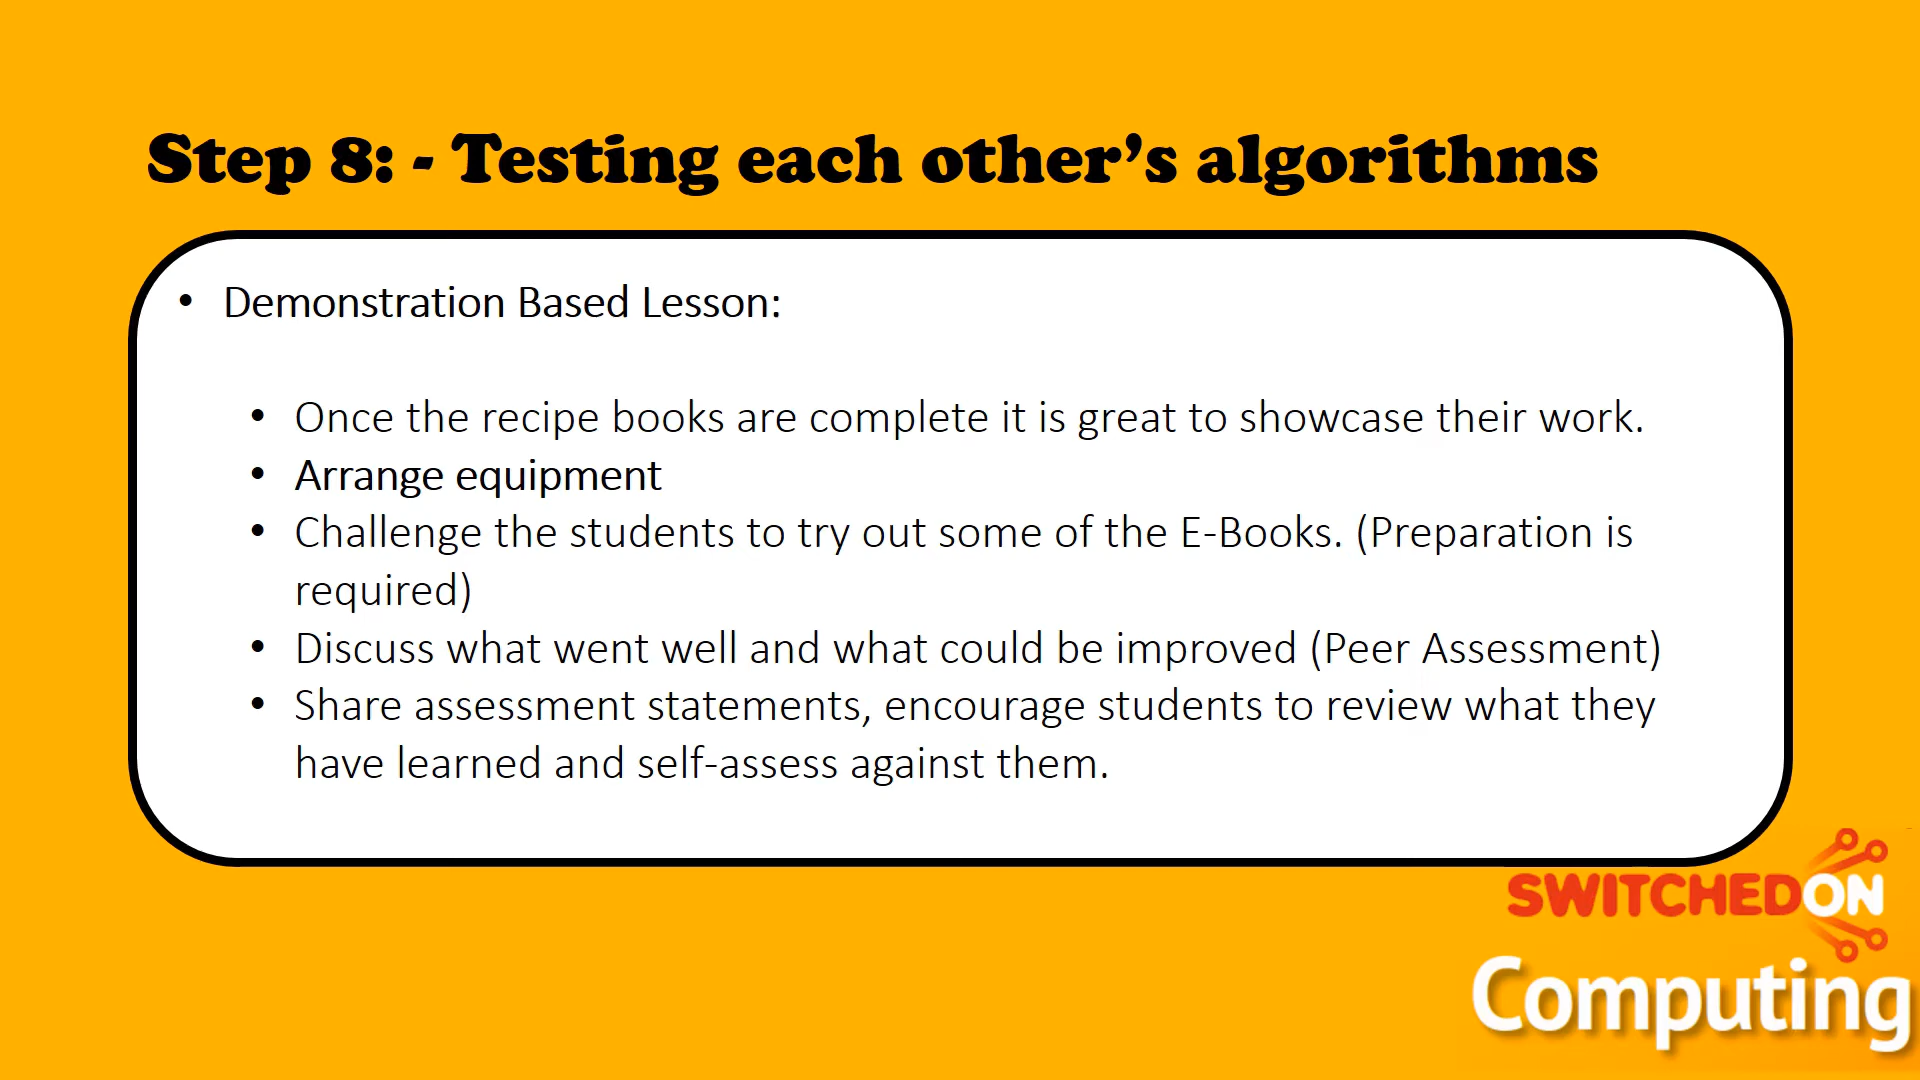 Step 8: - Testing each other’s algorithms
• Demonstration Based Lesson:
• Once the recipe books are complete it is great to showcase their work.
• Arrange equipment
• Challenge the students to try out some of the E-Books. (Preparation is
required)
• Discuss what went well and what could be improved (Peer Assessment)
• Share assessment statements, encourage students to review what they
have learned and self-assess against them.
SWITCHEDON
Computing